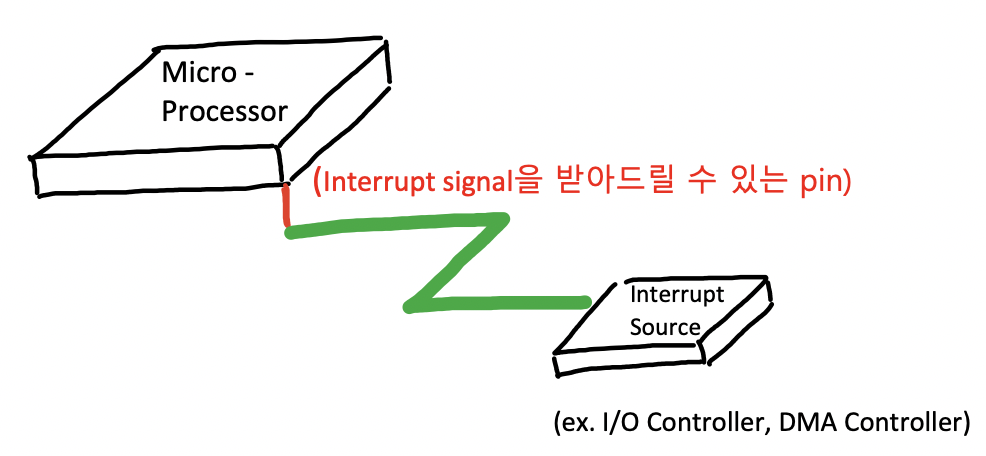 Micro -
Processor
(Interrupt signal을 받아드릴 수 있는 pin)
Interrupt
Source
(ex. I/O Controller, DMA Controller)